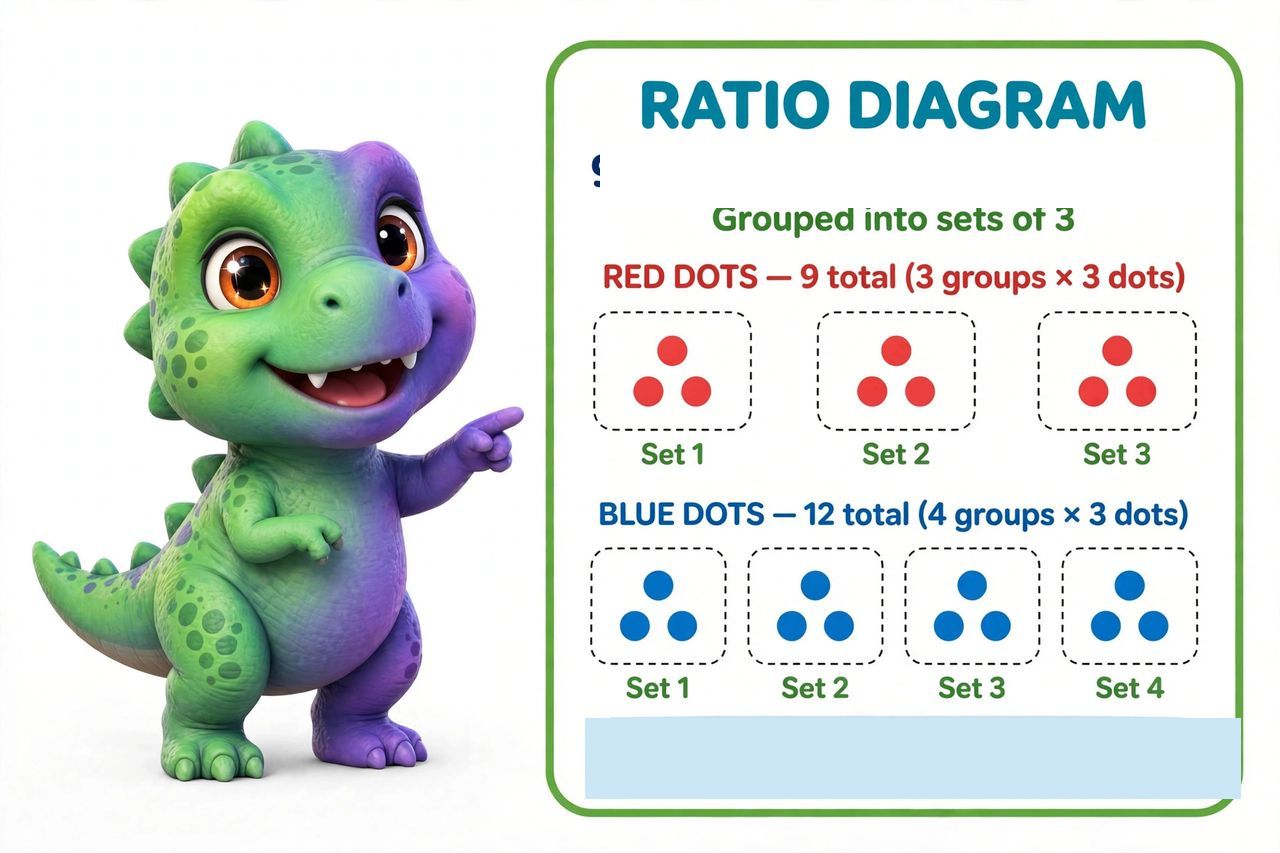 RATIO DIAGRAM
Grouped into sets of 3
RED DOTS — 9 total (3 groups × 3 dots)
Set 1 Set 2 Set 3
BLUE DOTS — 12 total (4 groups × 3 dots)
Set 1 Set 2 Set 3 Set 4